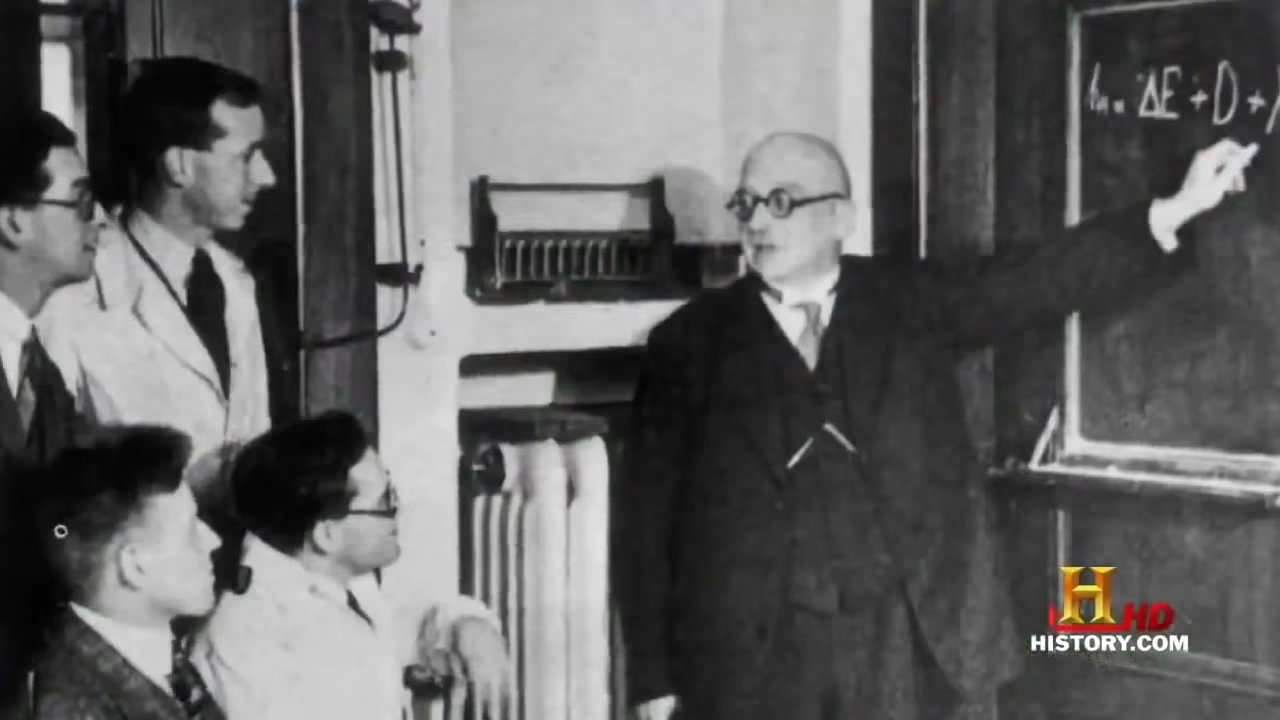 ΔE + D +
H HD
HISTORY.COM